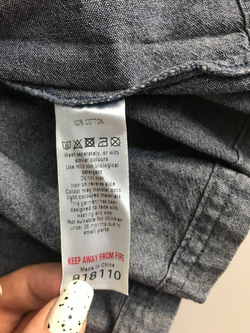 100% COTTON
Wash separately, or with
similar colours
Use mild non biological
detergent
Do not soak
Iron on reverse side
Colour may transfer onto
light coloured materials
This garment has been
designed to fade with
washing and wear
Not suitable for children
under 36 months due to
small parts
KEEP AWAY FROM FIRE
Made in China
918110